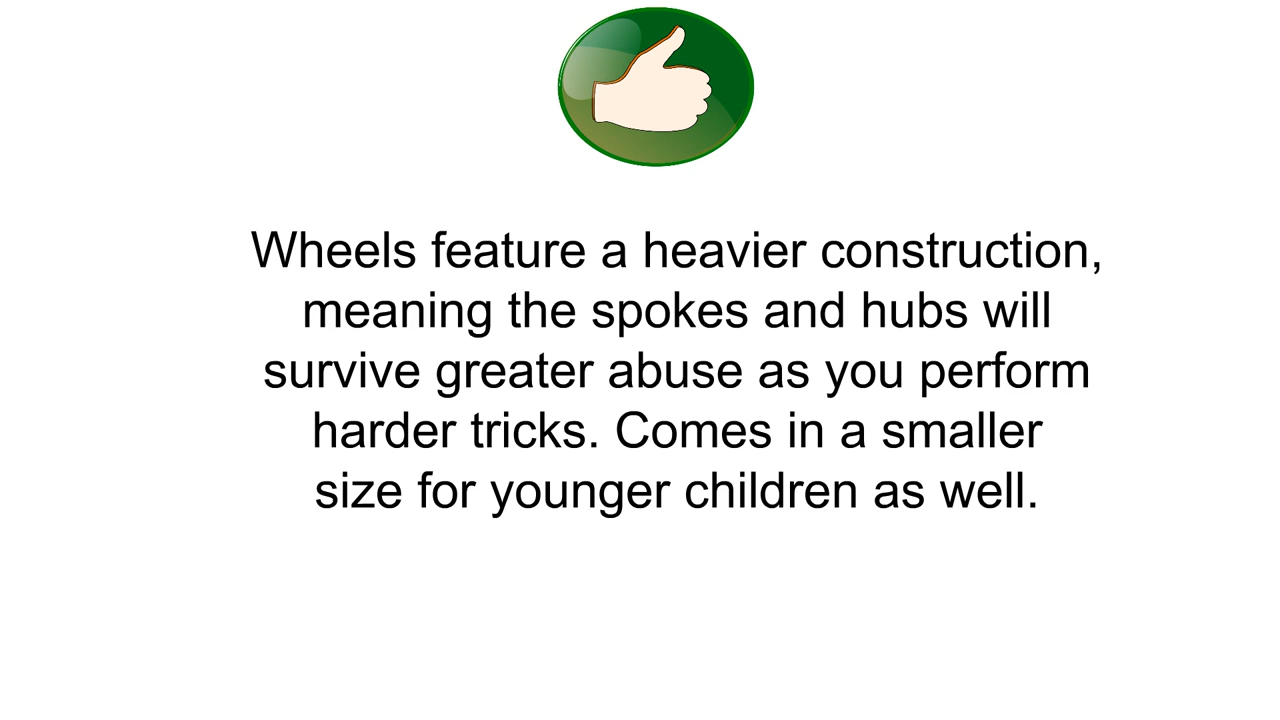 Wheels feature a heavier construction,
meaning the spokes and hubs will
survive greater abuse as you perform
harder tricks. Comes in a smaller
size for younger children as well.